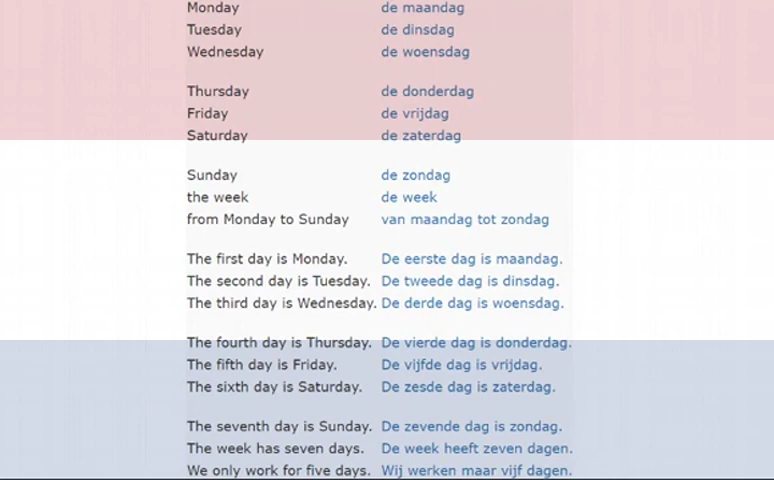 Monday de maandag
Tuesday de dinsdag
Wednesday de woensdag
Thursday de donderdag
Friday de vrijdag
Saturday de zaterdag
Sunday de zondag
the week de week
from Monday to Sunday van maandag tot zondag
The first day is Monday. De eerste dag is maandag.
The second day is Tuesday. De tweede dag is dinsdag.
The third day is Wednesday. De derde dag is woensdag.
The fourth day is Thursday. De vierde dag is donderdag.
The fifth day is Friday. De vijfde dag is vrijdag.
The sixth day is Saturday. De zesde dag is zaterdag.
The seventh day is Sunday. De zevende dag is zondag.
The week has seven days. De week heeft zeven dagen.
We only work for five days. Wij werken maar vijf dagen.